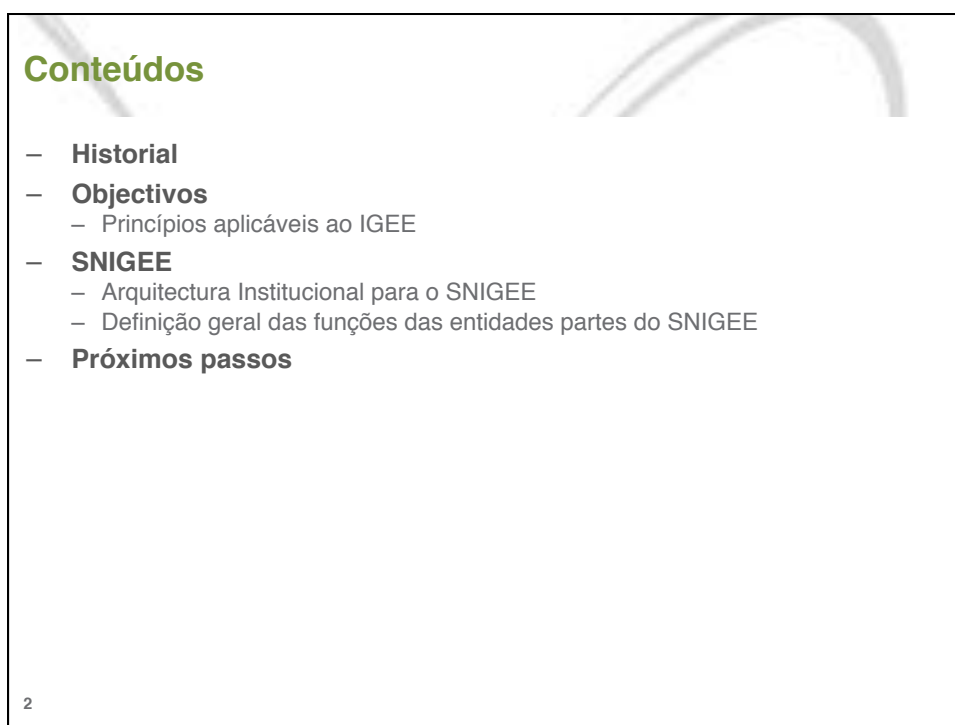 Conteúdos
– Historial
– Objectivos
– Princípios aplicáveis ao IGEE
– SNIGEE
– Arquitectura Institucional para o SNIGEE
– Definição geral das funções das entidades partes do SNIGEE
– Próximos passos
2